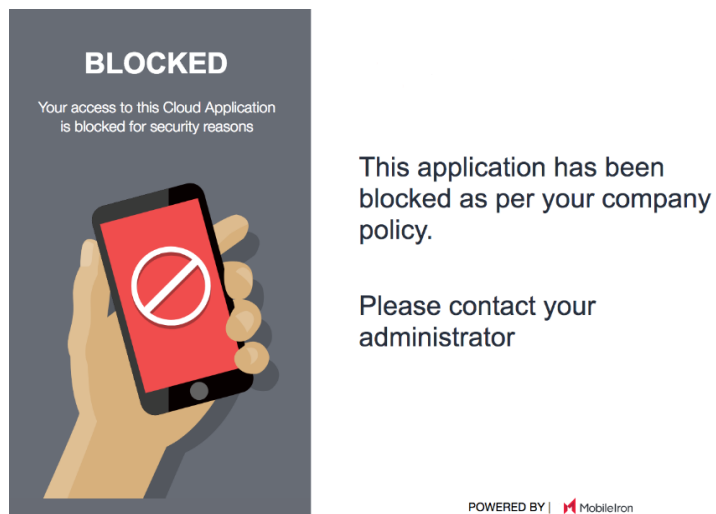 BLOCKED
Your access to this Cloud Application
is blocked for security reasons
This application has been
blocked as per your company
policy.
Please contact your
administrator
POWERED BY | MobileIron